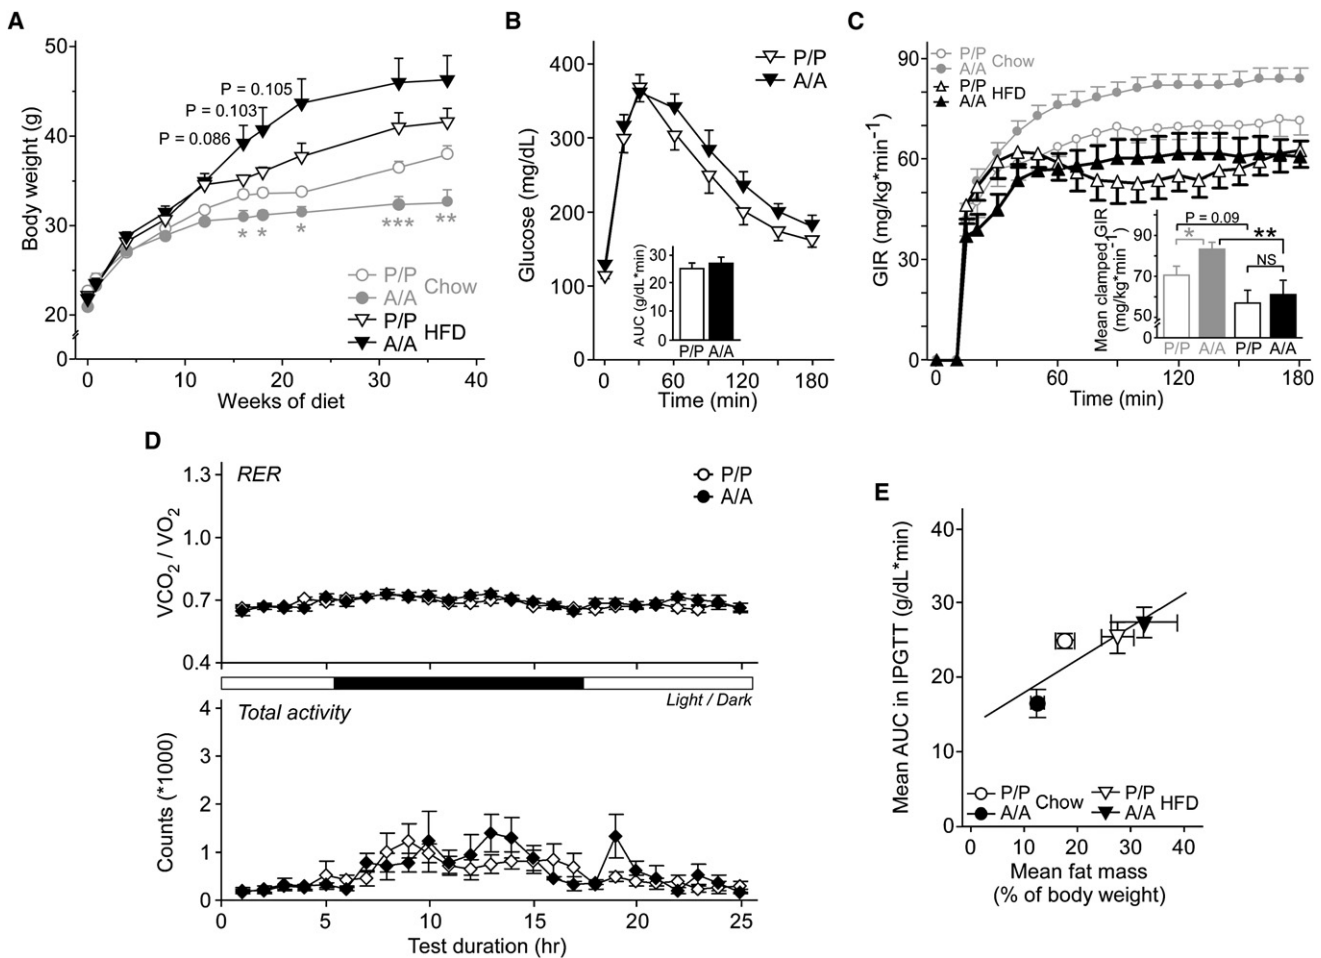 A
Body weight (g)
50
40
30
20
0
P = 0.105
P = 0.103
P = 0.086
* * * *** **
P/P
A/A
Chow
P/P
A/A
HFD
0 10 20 30 40
Weeks of diet
B
Glucose (mg/dL)
400
300
200
100
0
P/P
A/A
AUC (g/dL*min)
30
20
10
0
P/P A/A
0 60 120 180
Time (min)
C
GIR (mg/kg*min⁻¹)
90
60
30
0
P/P
A/A
Chow
P/P
A/A
HFD
Mean clamped GIR
(mg/kg*min⁻¹)
90
70
50
0
P = 0.09
* **
NS
P/P A/A P/P A/A
0 60 120 180
Time (min)
D
RER
VCO₂ / VO₂
1.3
1.0
0.7
0.4
P/P
A/A
Light / Dark
Total activity
Counts (*1000)
4
3
2
1
0
0 5 10 15 20 25
Test duration (hr)
E
Mean AUC in IPGTT (g/dL*min)
40
30
20
10
0
P/P
A/A
Chow
P/P
A/A
HFD
0 10 20 30 40
Mean fat mass
(% of body weight)